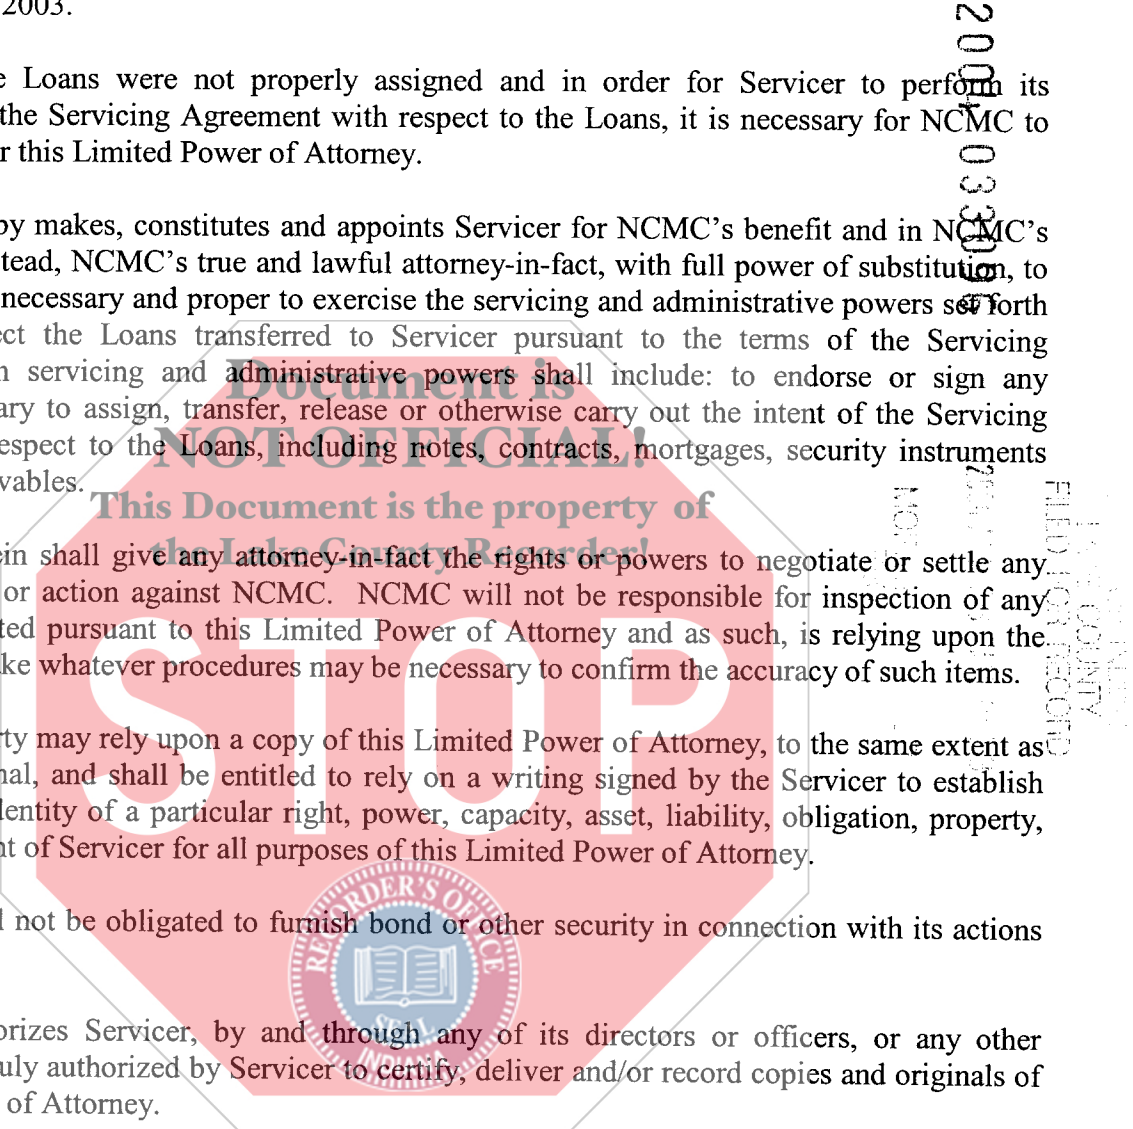 2003.
e Loans were not properly assigned and in order for Servicer to perform its
the Servicing Agreement with respect to the Loans, it is necessary for NCMC to
r this Limited Power of Attorney.
by makes, constitutes and appoints Servicer for NCMC's benefit and in NCMC's
tead, NCMC's true and lawful attorney-in-fact, with full power of substitution, to
necessary and proper to exercise the servicing and administrative powers set forth
ct the Loans transferred to Servicer pursuant to the terms of the Servicing
n servicing and administrative powers shall include: to endorse or sign any
ary to assign, transfer, release or otherwise carry out the intent of the Servicing
espect to the Loans, including notes, contracts, mortgages, security instruments
vables.
ein shall give any attorney-in-fact the rights or powers to negotiate or settle any
or action against NCMC. NCMC will not be responsible for inspection of any
ted pursuant to this Limited Power of Attorney and as such, is relying upon the
ke whatever procedures may be necessary to confirm the accuracy of such items.
ty may rely upon a copy of this Limited Power of Attorney, to the same extent as
nal, and shall be entitled to rely on a writing signed by the Servicer to establish
dentity of a particular right, power, capacity, asset, liability, obligation, property,
nt of Servicer for all purposes of this Limited Power of Attorney.
l not be obligated to furnish bond or other security in connection with its actions
orizes Servicer, by and through any of its directors or officers, or any other
uly authorized by Servicer to certify, deliver and/or record copies and originals of
of Attorney.
Document is
NOT OFFICIAL!
This Document is the property of
the Lake County Recorder!
STOP
RECORDER'S OFFICE
SEAL
INDIANA
FILED
COUNTY